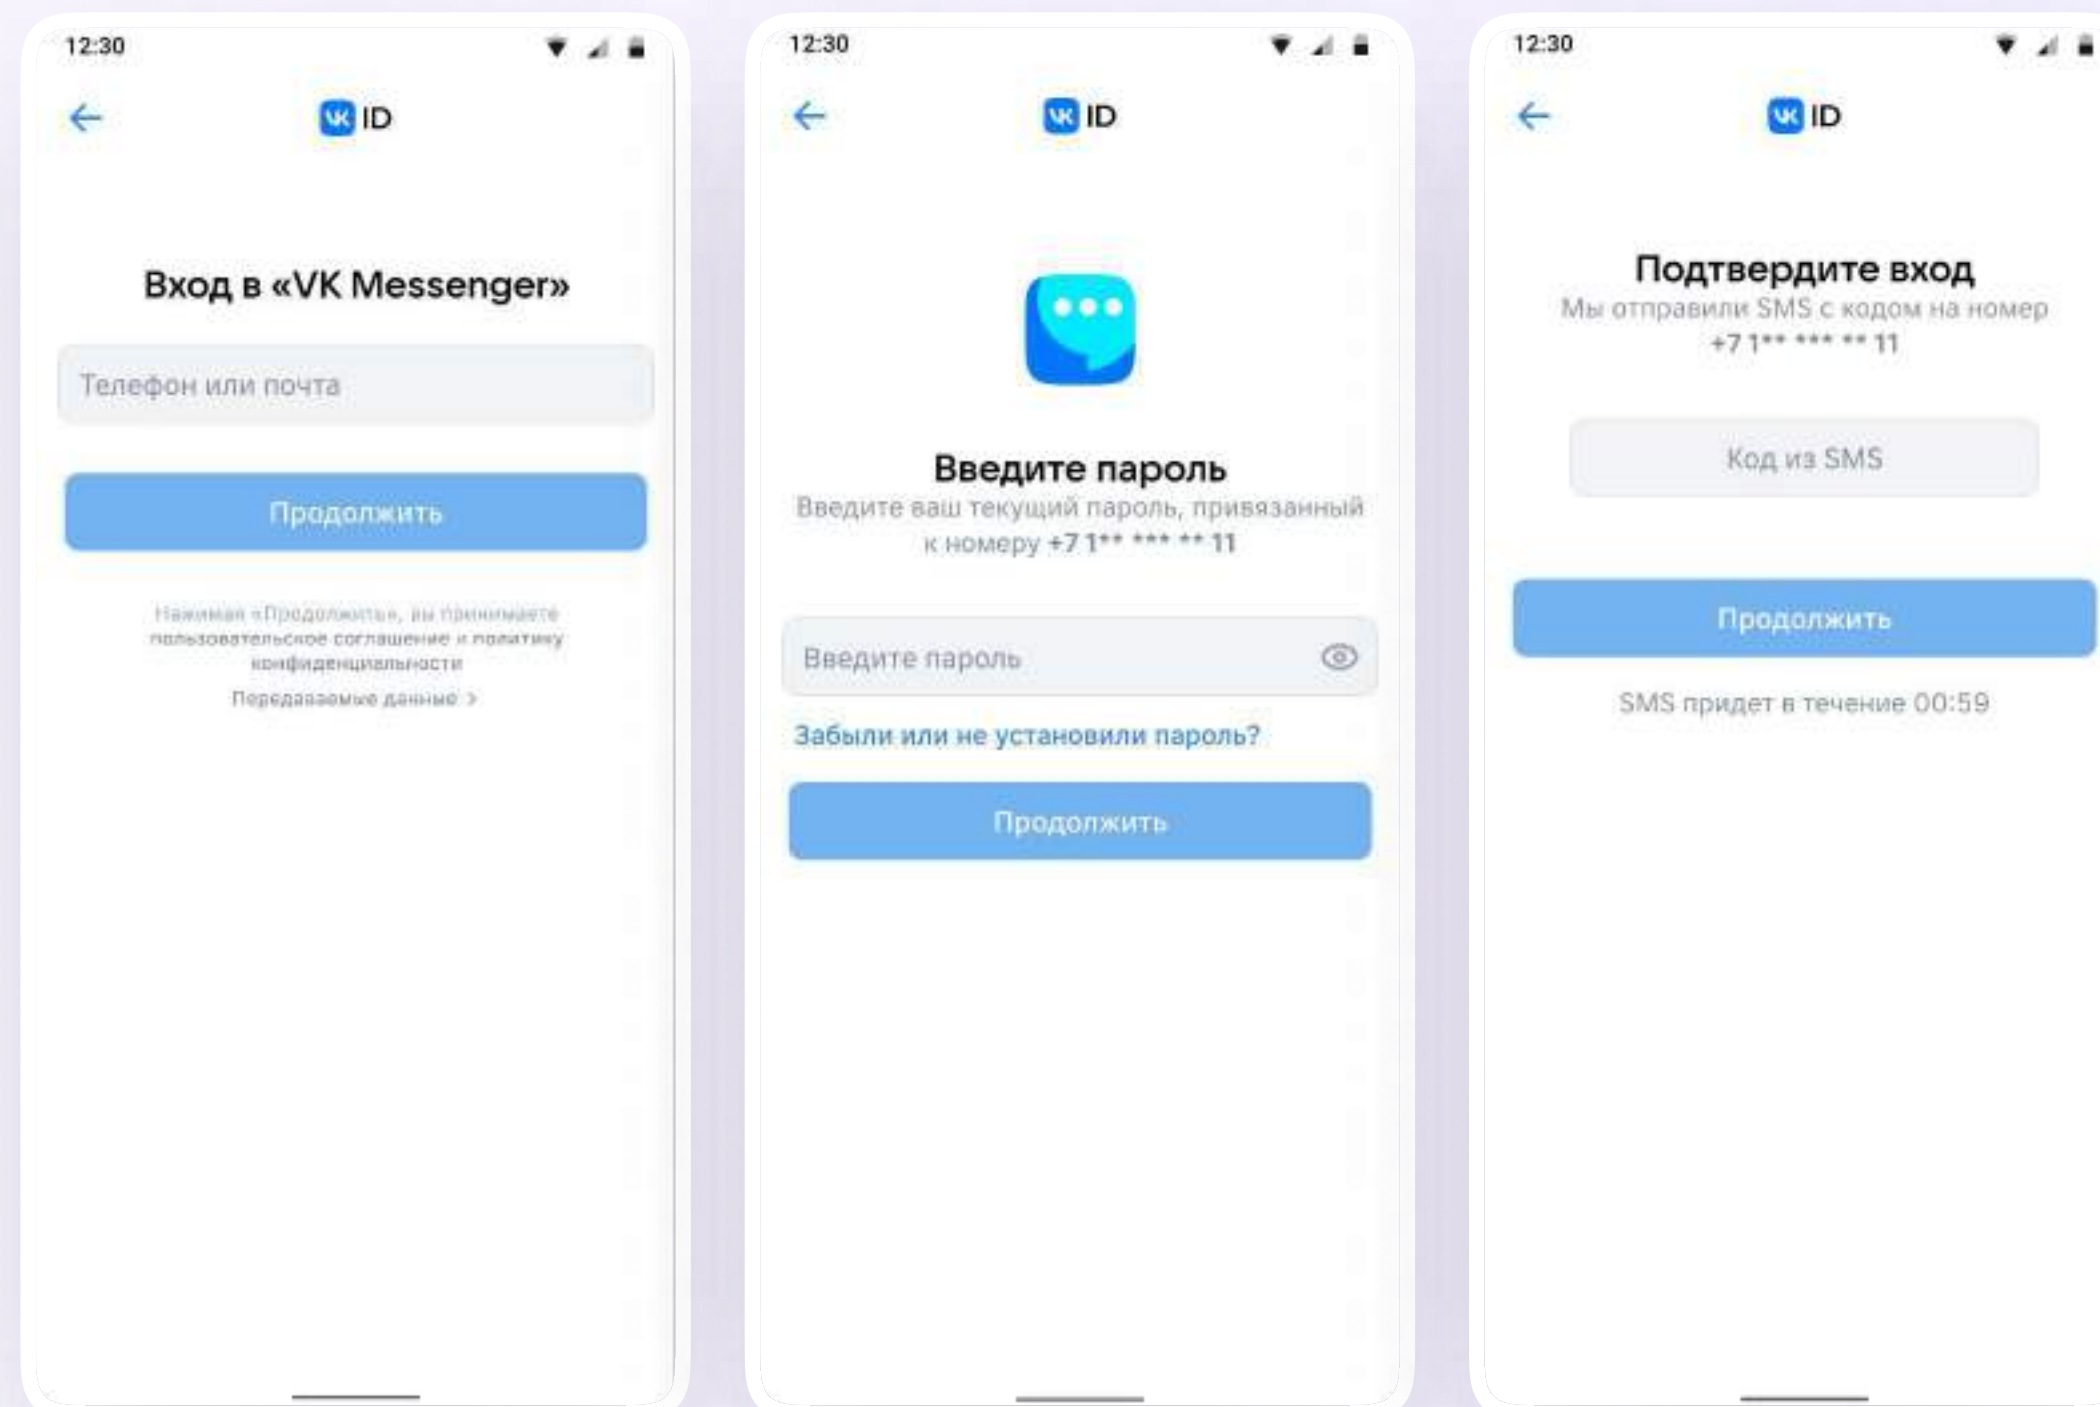 12:30
VK ID
Вход в «VK Messenger»
Телефон или почта
Продолжить
Нажимая «Продолжить», вы принимаете
пользовательское соглашение и политику
конфиденциальности
Передаваемые данные >
12:30
VK ID
Введите пароль
Введите ваш текущий пароль, привязанный
к номеру +7 1** *** ** 11
Введите пароль
Забыли или не установили пароль?
Продолжить
12:30
VK ID
Подтвердите вход
Мы отправили SMS с кодом на номер
+7 1** *** ** 11
Код из SMS
Продолжить
SMS придет в течение 00:59